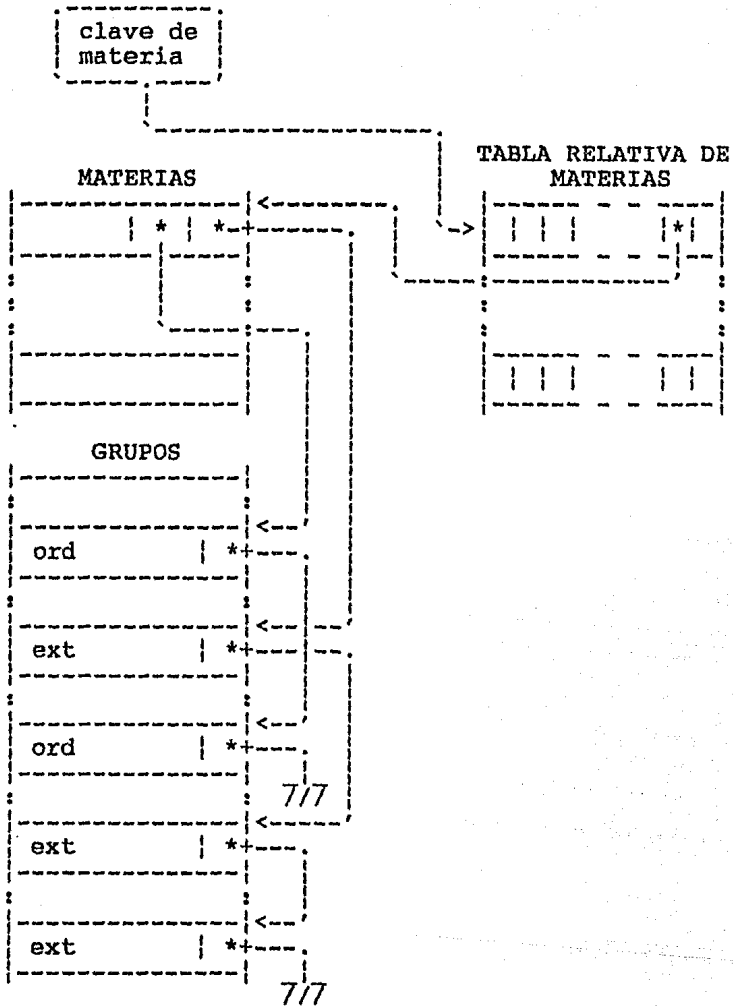 clave de
materia
TABLA RELATIVA DE
MATERIAS
MATERIAS
| * | *
| | | - - |*|
| | | - - | |
GRUPOS
ord | *
ext | *
ord | *
7/7
ext | *
ext | *
7/7